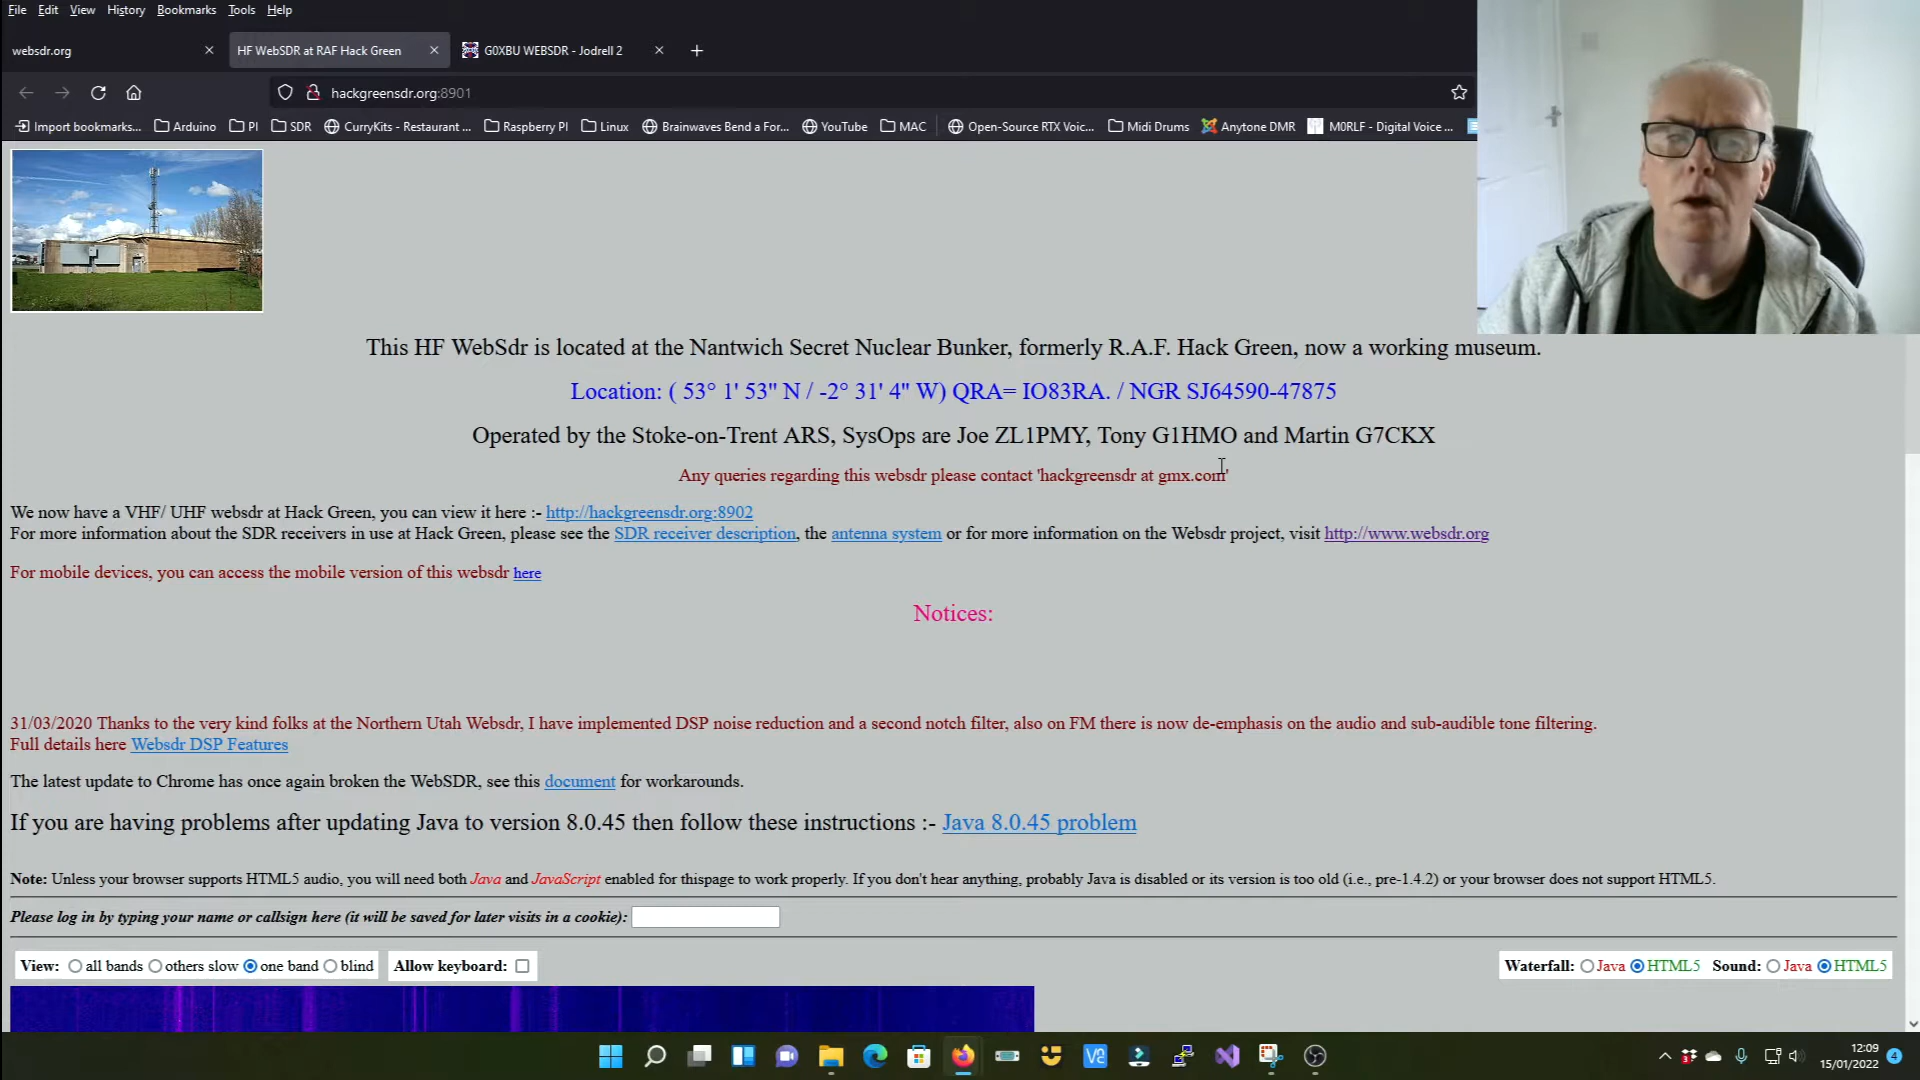 File Edit View History Bookmarks Tools Help
websdr.org
HF WebSDR at RAF Hack Green
G0XBU WEBSDR - Jodrell 2
hackgreensdr.org:8901
Import bookmarks... Arduino PI SDR CurryKits - Restaurant ... Raspberry PI Linux Brainwaves Bend a For... YouTube MAC Open-Source RTX Voic... Midi Drums Anytone DMR M0RLF - Digital Voice ...
This HF WebSdr is located at the Nantwich Secret Nuclear Bunker, formerly R.A.F. Hack Green, now a working museum.
Location: ( 53° 1' 53" N / -2° 31' 4" W) QRA= IO83RA. / NGR SJ64590-47875
Operated by the Stoke-on-Trent ARS, SysOps are Joe ZL1PMY, Tony G1HMO and Martin G7CKX
Any queries regarding this websdr please contact 'hackgreensdr at gmx.com'
We now have a VHF/ UHF websdr at Hack Green, you can view it here :- http://hackgreensdr.org:8902
For more information about the SDR receivers in use at Hack Green, please see the SDR receiver description, the antenna system or for more information on the Websdr project, visit http://www.websdr.org
For mobile devices, you can access the mobile version of this websdr here
Notices:
31/03/2020 Thanks to the very kind folks at the Northern Utah Websdr, I have implemented DSP noise reduction and a second notch filter, also on FM there is now de-emphasis on the audio and sub-audible tone filtering.
Full details here Websdr DSP Features
The latest update to Chrome has once again broken the WebSDR, see this document for workarounds.
If you are having problems after updating Java to version 8.0.45 then follow these instructions :- Java 8.0.45 problem
Note: Unless your browser supports HTML5 audio, you will need both Java and JavaScript enabled for thispage to work properly. If you don't hear anything, probably Java is disabled or its version is too old (i.e., pre-1.4.2) or your browser does not support HTML5.
Please log in by typing your name or callsign here (it will be saved for later visits in a cookie):
View: all bands others slow one band blind Allow keyboard: Waterfall: Java HTML5 Sound: Java HTML5
V2
12:09
15/01/2022
4